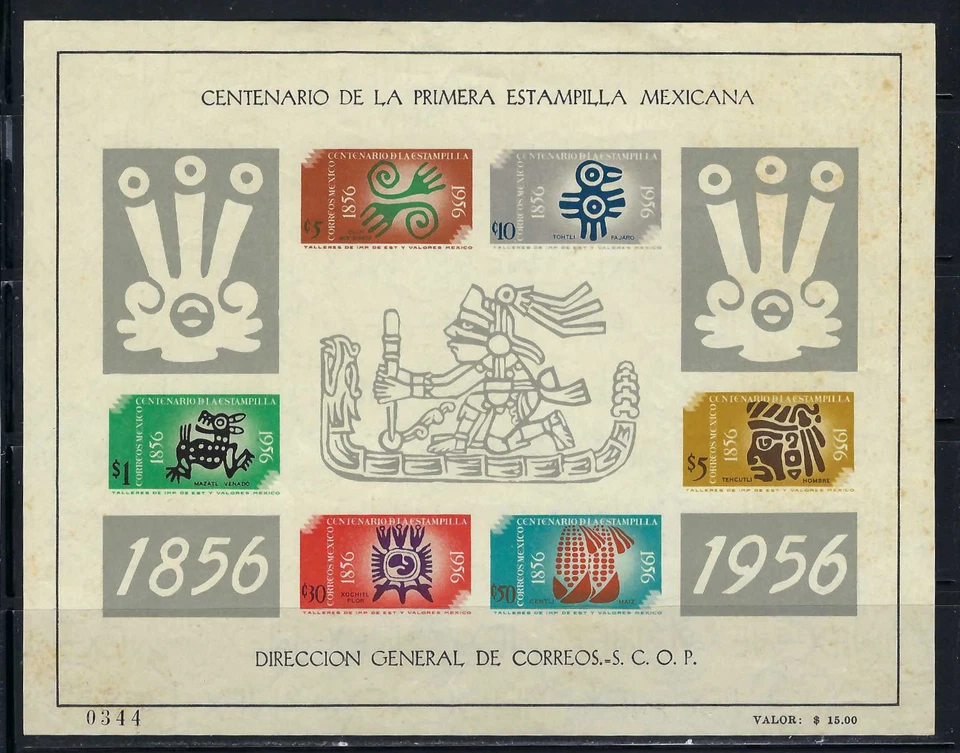 CENTENARIO DE LA PRIMERA ESTAMPILLA MEXICANA
CENTENARIO D LA ESTAMPILLA
CORREOS MEXICO
1856
1956
¢5
TALLERES DE IMP DE EST Y VALORES MEXICO
CENTENARIO D LA ESTAMPILLA
CORREOS MEXICO
1856
1956
¢10
TOHTLI PAJARO
TALLERES DE IMP DE EST Y VALORES MEXICO
CENTENARIO D LA ESTAMPILLA
CORREOS MEXICO
1856
1956
$1
MAZATL VENADO
TALLERES DE IMP DE EST Y VALORES MEXICO
CENTENARIO D LA ESTAMPILLA
CORREOS MEXICO
1856
1956
$5
TEHCUTLI HOMBRE
TALLERES DE IMP DE EST Y VALORES MEXICO
1856
CENTENARIO D LA ESTAMPILLA
CORREOS MEXICO
1856
1956
¢30
XOCHITL
FLOR
TALLERES DE IMP DE EST Y VALORES MEXICO
CENTENARIO D LA ESTAMPILLA
CORREOS MEXICO
1856
1956
¢50
CENTLI MAIZ
TALLERES DE IMP DE EST Y VALORES MEXICO
1956
DIRECCION GENERAL DE CORREOS.=S. C. O. P.
0344
VALOR: $ 15.00